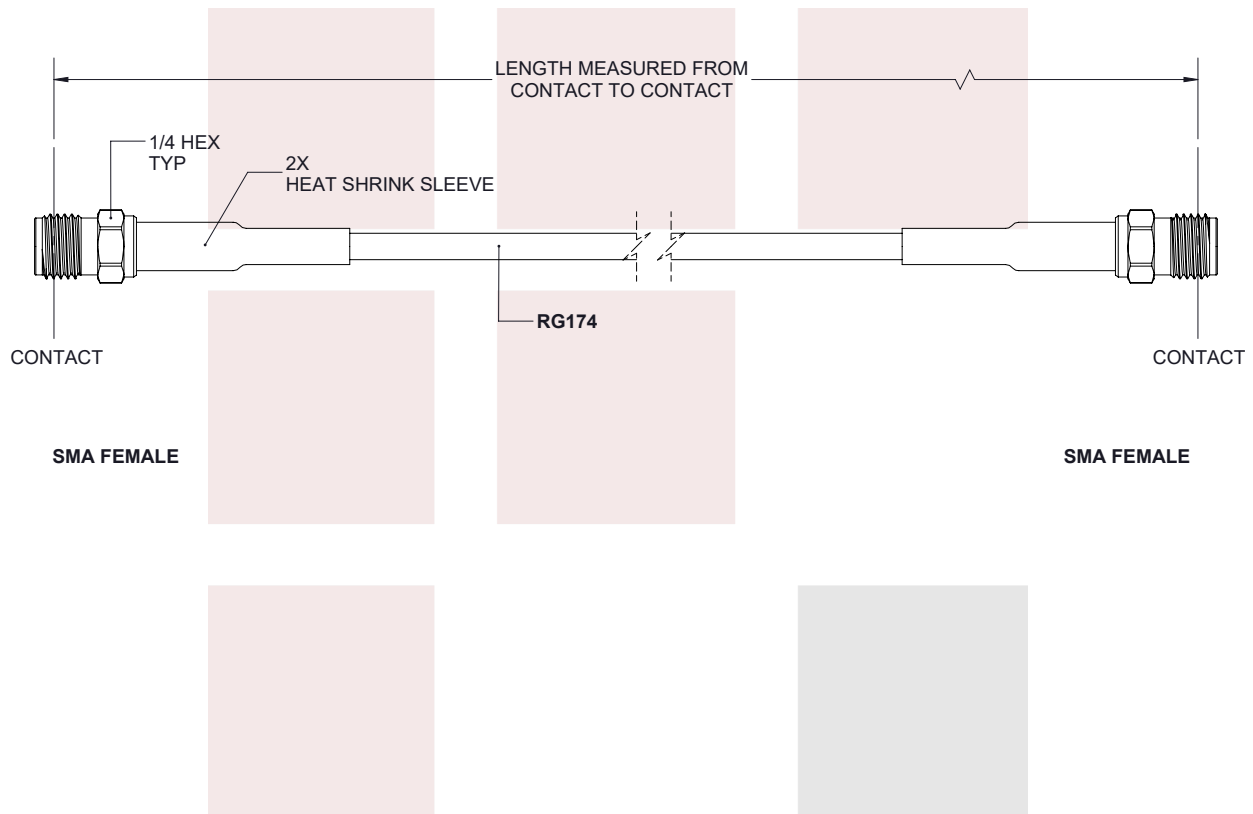 LENGTH MEASURED FROM
CONTACT TO CONTACT
1/4 HEX
TYP
2X
HEAT SHRINK SLEEVE
RG174
CONTACT
CONTACT
SMA FEMALE
SMA FEMALE